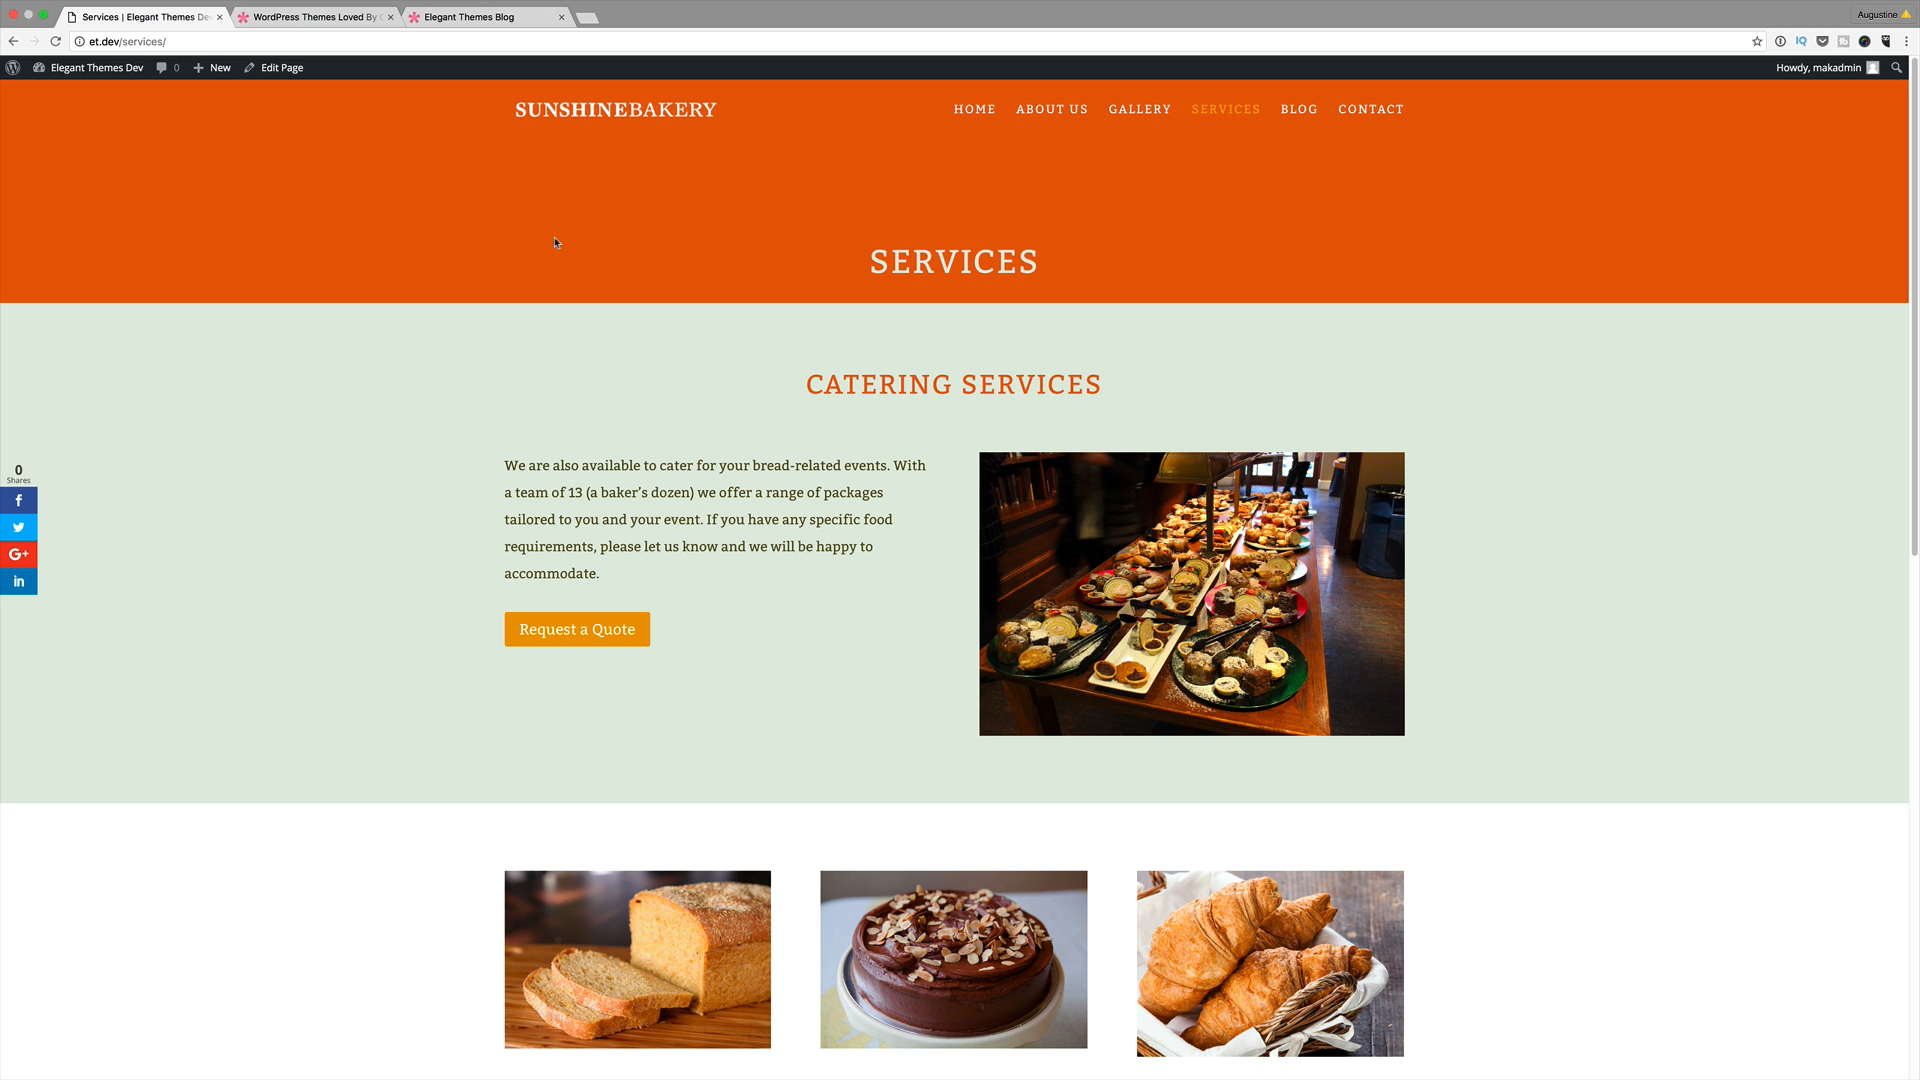 Services | Elegant Themes De
WordPress Themes Loved By
Elegant Themes Blog
Augustine
et.dev/services/
IQ
Elegant Themes Dev
0
New
Edit Page
Howdy, makadmin
SUNSHINEBAKERY
HOME
ABOUT US
GALLERY
SERVICES
BLOG
CONTACT
SERVICES
CATERING SERVICES
We are also available to cater for your bread-related events. With
a team of 13 (a baker’s dozen) we offer a range of packages
tailored to you and your event. If you have any specific food
requirements, please let us know and we will be happy to
accommodate.
Request a Quote
0
Shares
f
G+
in